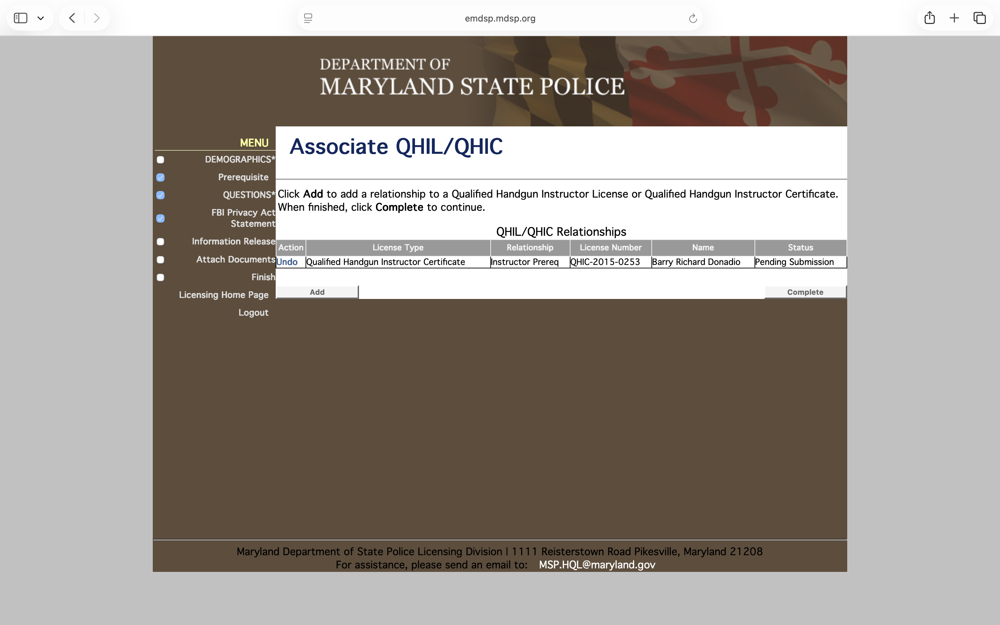 emdsp.mdsp.org
DEPARTMENT OF
MARYLAND STATE POLICE
MENU
DEMOGRAPHICS*
Prerequisite
QUESTIONS*
FBI Privacy Act
Statement
Information Release
Attach Documents
Finish
Licensing Home Page
Logout
Associate QHIL/QHIC
Click Add to add a relationship to a Qualified Handgun Instructor License or Qualified Handgun Instructor Certificate.
When finished, click Complete to continue.
QHIL/QHIC Relationships
Action License Type Relationship License Number Name Status
Undo Qualified Handgun Instructor Certificate Instructor Prereq QHIC-2015-0253 Barry Richard Donadio Pending Submission
Add Complete
Maryland Department of State Police Licensing Division | 1111 Reisterstown Road Pikesville, Maryland 21208
For assistance, please send an email to: MSP.HQL@maryland.gov